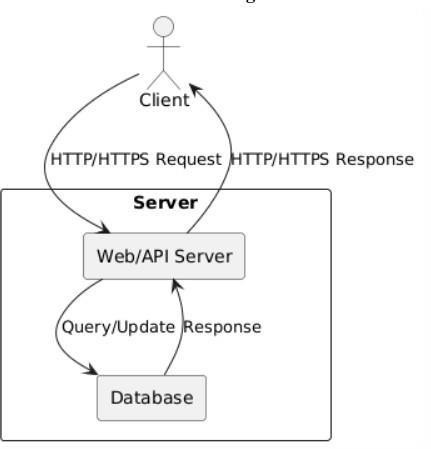 Client
HTTP/HTTPS Request HTTP/HTTPS Response
Server
Web/API Server
Query/Update Response
Database